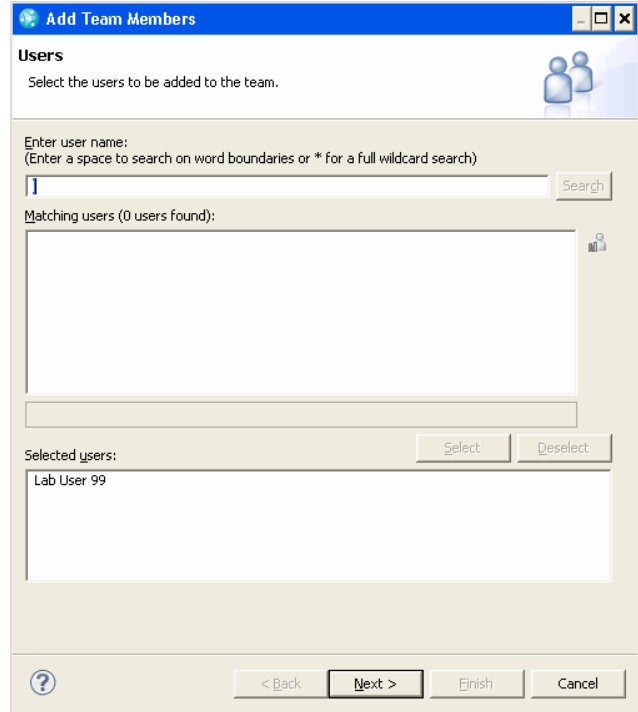 Add Team Members
Users
Select the users to be added to the team.
Enter user name:
(Enter a space to search on word boundaries or * for a full wildcard search)
Search
Matching users (0 users found):
Select
Deselect
Selected users:
Lab User 99
?
< Back
Next >
Finish
Cancel